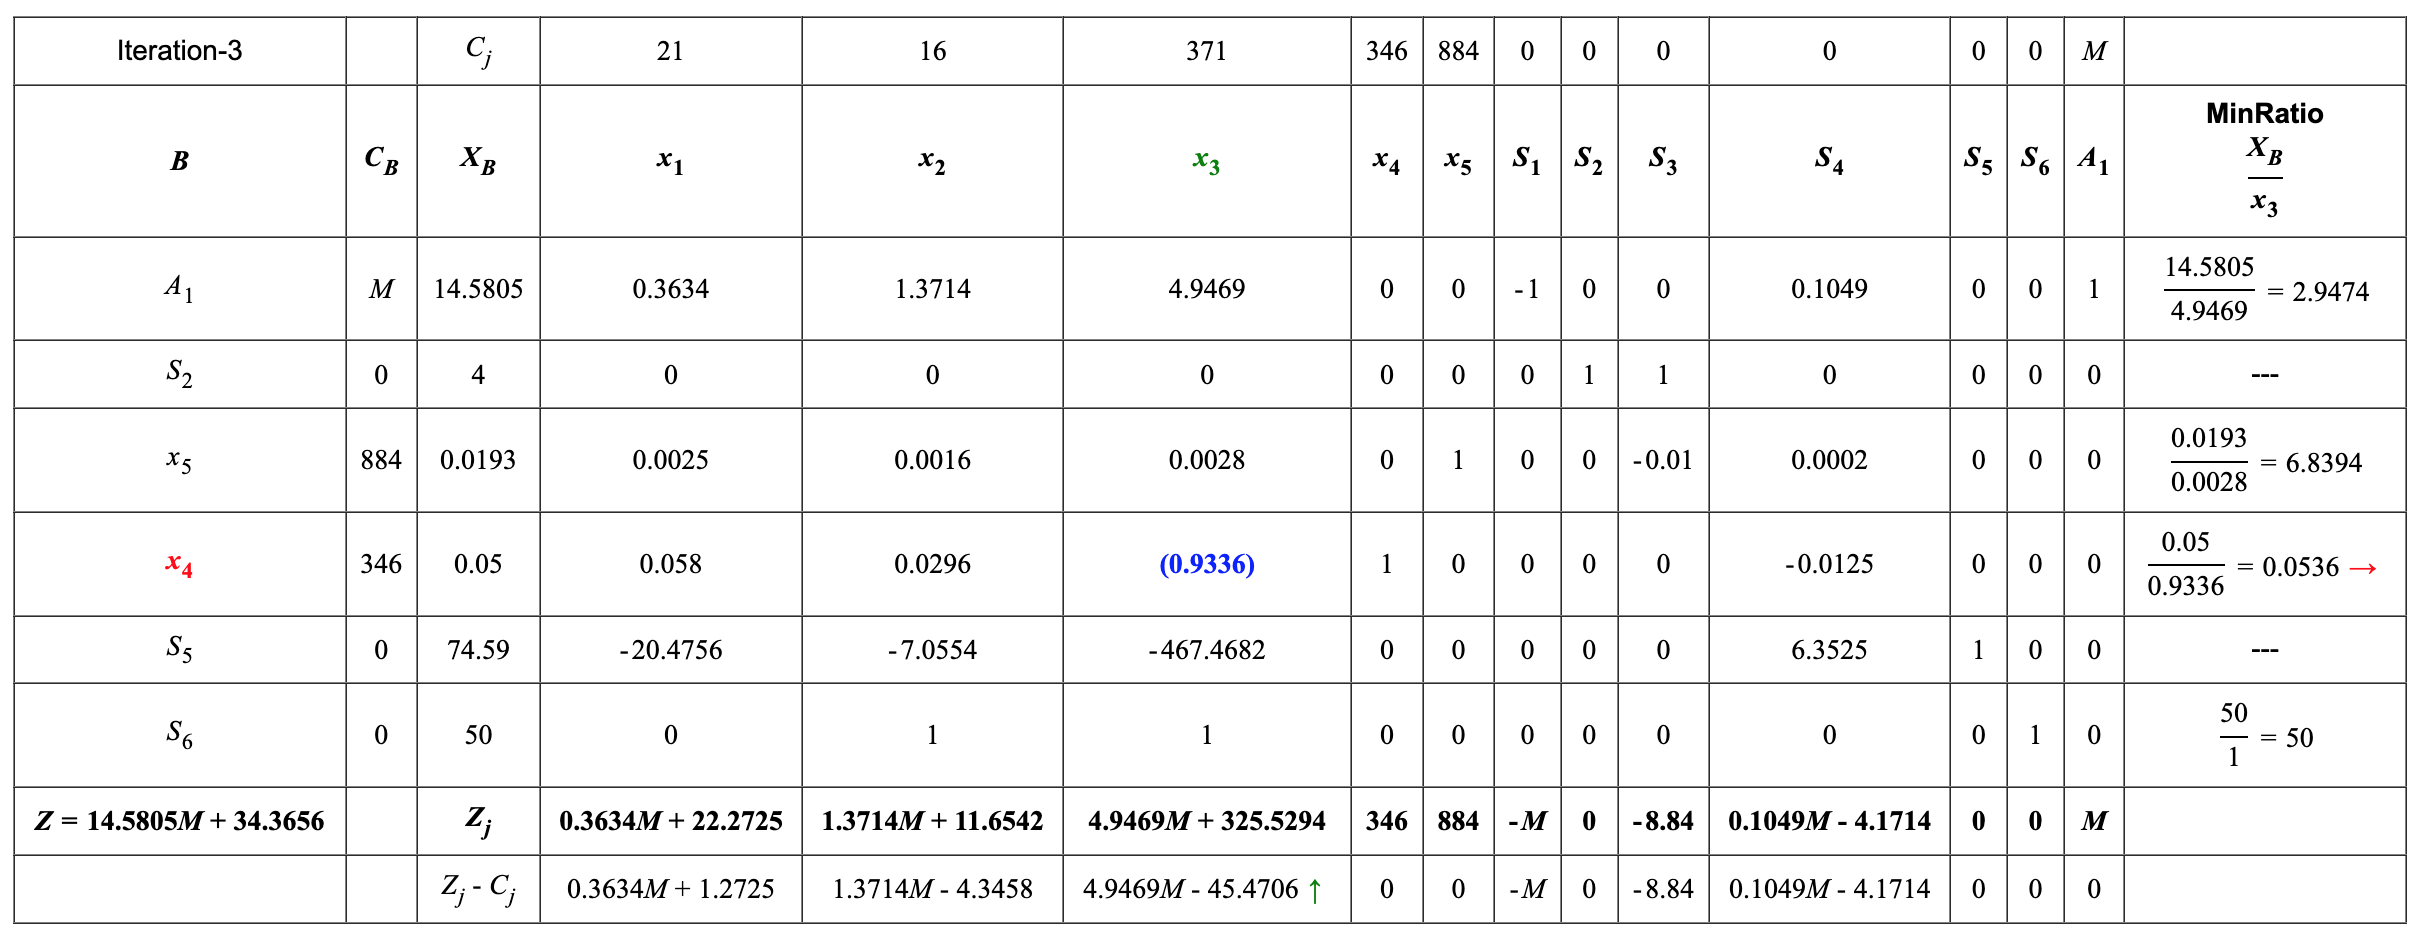 Iteration-3 C_j 21 16 371 346 884 0 0 0 0 0 0 M
B C_B X_B x_1 x_2 x_3 x_4 x_5 S_1 S_2 S_3 S_4 S_5 S_6 A_1 MinRatio X_B/x_3
A_1 M 14.5805 0.3634 1.3714 4.9469 0 0 -1 0 0 0.1049 0 0 1 14.5805/4.9469 = 2.9474
S_2 0 4 0 0 0 0 0 0 1 1 0 0 0 0 ---
x_5 884 0.0193 0.0025 0.0016 0.0028 0 1 0 0 -0.01 0.0002 0 0 0 0.0193/0.0028 = 6.8394
x_4 346 0.05 0.058 0.0296 (0.9336) 1 0 0 0 0 -0.0125 0 0 0 0.05/0.9336 = 0.0536 →
S_5 0 74.59 -20.4756 -7.0554 -467.4682 0 0 0 0 0 6.3525 1 0 0 ---
S_6 0 50 0 1 1 0 0 0 0 0 0 0 1 0 50/1 = 50
Z = 14.5805M + 34.3656 Z_j 0.3634M + 22.2725 1.3714M + 11.6542 4.9469M + 325.5294 346 884 -M 0 -8.84 0.1049M - 4.1714 0 0 M
Z_j - C_j 0.3634M + 1.2725 1.3714M - 4.3458 4.9469M - 45.4706 ↑ 0 0 -M 0 -8.84 0.1049M - 4.1714 0 0 0